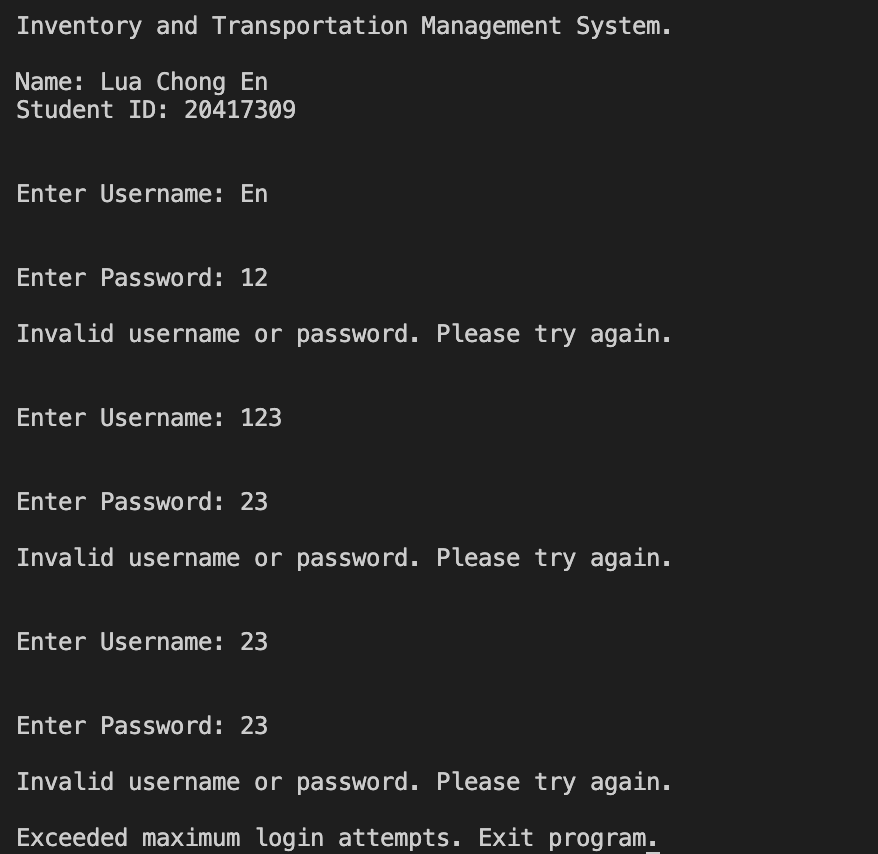 Inventory and Transportation Management System.
Name: Lua Chong En
Student ID: 20417309
Enter Username: En
Enter Password: 12
Invalid username or password. Please try again.
Enter Username: 123
Enter Password: 23
Invalid username or password. Please try again.
Enter Username: 23
Enter Password: 23
Invalid username or password. Please try again.
Exceeded maximum login attempts. Exit program.